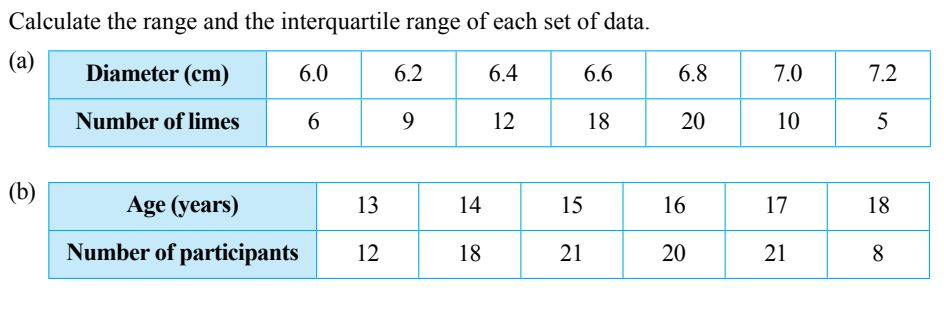 Calculate the range and the interquartile range of each set of data.
(a)
Diameter (cm) 6.0 6.2 6.4 6.6 6.8 7.0 7.2
Number of limes 6 9 12 18 20 10 5
(b)
Age (years) 13 14 15 16 17 18
Number of participants 12 18 21 20 21 8